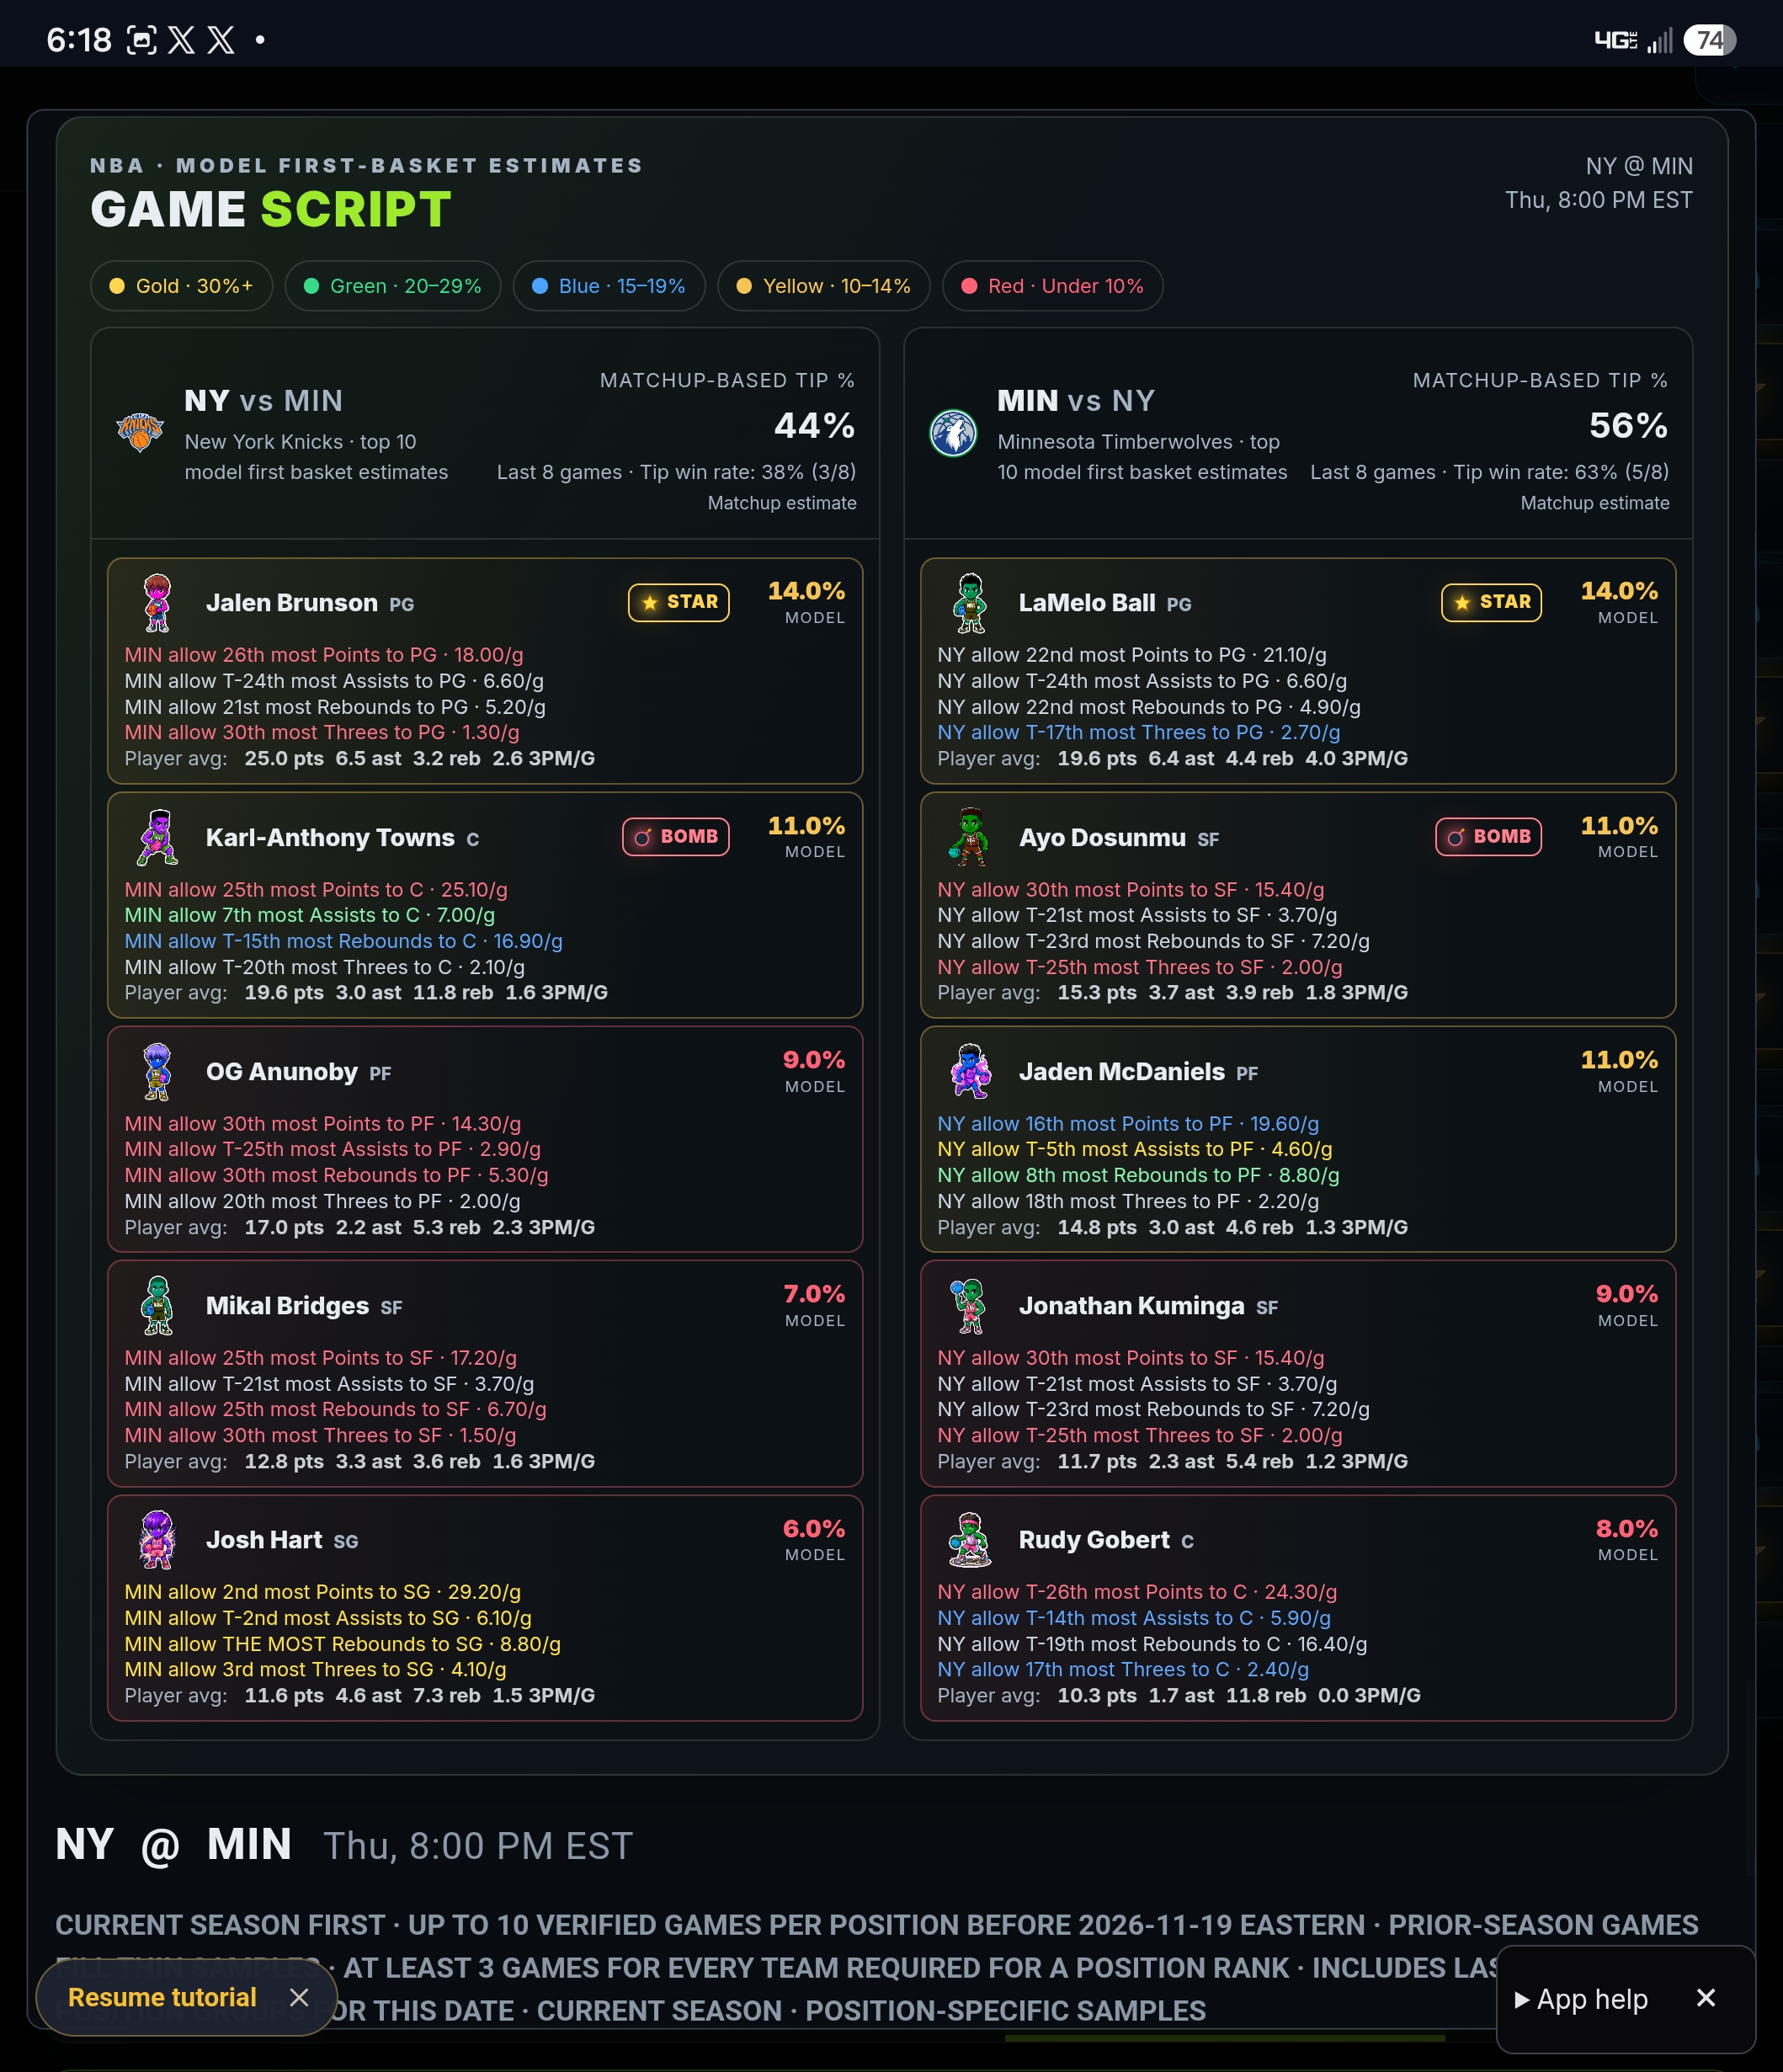 6:18
4G LTE
74
NBA · MODEL FIRST-BASKET ESTIMATES
GAME SCRIPT
NY @ MIN
Thu, 8:00 PM EST
Gold · 30%+
Green · 20–29%
Blue · 15–19%
Yellow · 10–14%
Red · Under 10%
NY vs MIN
New York Knicks · top 10
model first basket estimates
MATCHUP-BASED TIP %
44%
Last 8 games · Tip win rate: 38% (3/8)
Matchup estimate
Jalen Brunson PG
STAR
14.0%
MODEL
MIN allow 26th most Points to PG · 18.00/g
MIN allow T-24th most Assists to PG · 6.60/g
MIN allow 21st most Rebounds to PG · 5.20/g
MIN allow 30th most Threes to PG · 1.30/g
Player avg: 25.0 pts 6.5 ast 3.2 reb 2.6 3PM/G
Karl-Anthony Towns C
BOMB
11.0%
MODEL
MIN allow 25th most Points to C · 25.10/g
MIN allow 7th most Assists to C · 7.00/g
MIN allow T-15th most Rebounds to C · 16.90/g
MIN allow T-20th most Threes to C · 2.10/g
Player avg: 19.6 pts 3.0 ast 11.8 reb 1.6 3PM/G
OG Anunoby PF
9.0%
MODEL
MIN allow 30th most Points to PF · 14.30/g
MIN allow T-25th most Assists to PF · 2.90/g
MIN allow 30th most Rebounds to PF · 5.30/g
MIN allow 20th most Threes to PF · 2.00/g
Player avg: 17.0 pts 2.2 ast 5.3 reb 2.3 3PM/G
Mikal Bridges SF
7.0%
MODEL
MIN allow 25th most Points to SF · 17.20/g
MIN allow T-21st most Assists to SF · 3.70/g
MIN allow 25th most Rebounds to SF · 6.70/g
MIN allow 30th most Threes to SF · 1.50/g
Player avg: 12.8 pts 3.3 ast 3.6 reb 1.6 3PM/G
Josh Hart SG
6.0%
MODEL
MIN allow 2nd most Points to SG · 29.20/g
MIN allow T-2nd most Assists to SG · 6.10/g
MIN allow THE MOST Rebounds to SG · 8.80/g
MIN allow 3rd most Threes to SG · 4.10/g
Player avg: 11.6 pts 4.6 ast 7.3 reb 1.5 3PM/G
MIN vs NY
Minnesota Timberwolves · top
10 model first basket estimates
MATCHUP-BASED TIP %
56%
Last 8 games · Tip win rate: 63% (5/8)
Matchup estimate
LaMelo Ball PG
STAR
14.0%
MODEL
NY allow 22nd most Points to PG · 21.10/g
NY allow T-24th most Assists to PG · 6.60/g
NY allow 22nd most Rebounds to PG · 4.90/g
NY allow T-17th most Threes to PG · 2.70/g
Player avg: 19.6 pts 6.4 ast 4.4 reb 4.0 3PM/G
Ayo Dosunmu SF
BOMB
11.0%
MODEL
NY allow 30th most Points to SF · 15.40/g
NY allow T-21st most Assists to SF · 3.70/g
NY allow T-23rd most Rebounds to SF · 7.20/g
NY allow T-25th most Threes to SF · 2.00/g
Player avg: 15.3 pts 3.7 ast 3.9 reb 1.8 3PM/G
Jaden McDaniels PF
11.0%
MODEL
NY allow 16th most Points to PF · 19.60/g
NY allow T-5th most Assists to PF · 4.60/g
NY allow 8th most Rebounds to PF · 8.80/g
NY allow 18th most Threes to PF · 2.20/g
Player avg: 14.8 pts 3.0 ast 4.6 reb 1.3 3PM/G
Jonathan Kuminga SF
9.0%
MODEL
NY allow 30th most Points to SF · 15.40/g
NY allow T-21st most Assists to SF · 3.70/g
NY allow T-23rd most Rebounds to SF · 7.20/g
NY allow T-25th most Threes to SF · 2.00/g
Player avg: 11.7 pts 2.3 ast 5.4 reb 1.2 3PM/G
Rudy Gobert C
8.0%
MODEL
NY allow T-26th most Points to C · 24.30/g
NY allow T-14th most Assists to C · 5.90/g
NY allow T-19th most Rebounds to C · 16.40/g
NY allow 17th most Threes to C · 2.40/g
Player avg: 10.3 pts 1.7 ast 11.8 reb 0.0 3PM/G
NY @ MIN Thu, 8:00 PM EST
CURRENT SEASON FIRST · UP TO 10 VERIFIED GAMES PER POSITION BEFORE 2026-11-19 EASTERN · PRIOR-SEASON GAMES
FILL THIN SAMPLES · AT LEAST 3 GAMES FOR EVERY TEAM REQUIRED FOR A POSITION RANK · INCLUDES
FOR THIS DATE · CURRENT SEASON · POSITION-SPECIFIC SAMPLES
Resume tutorial
App help